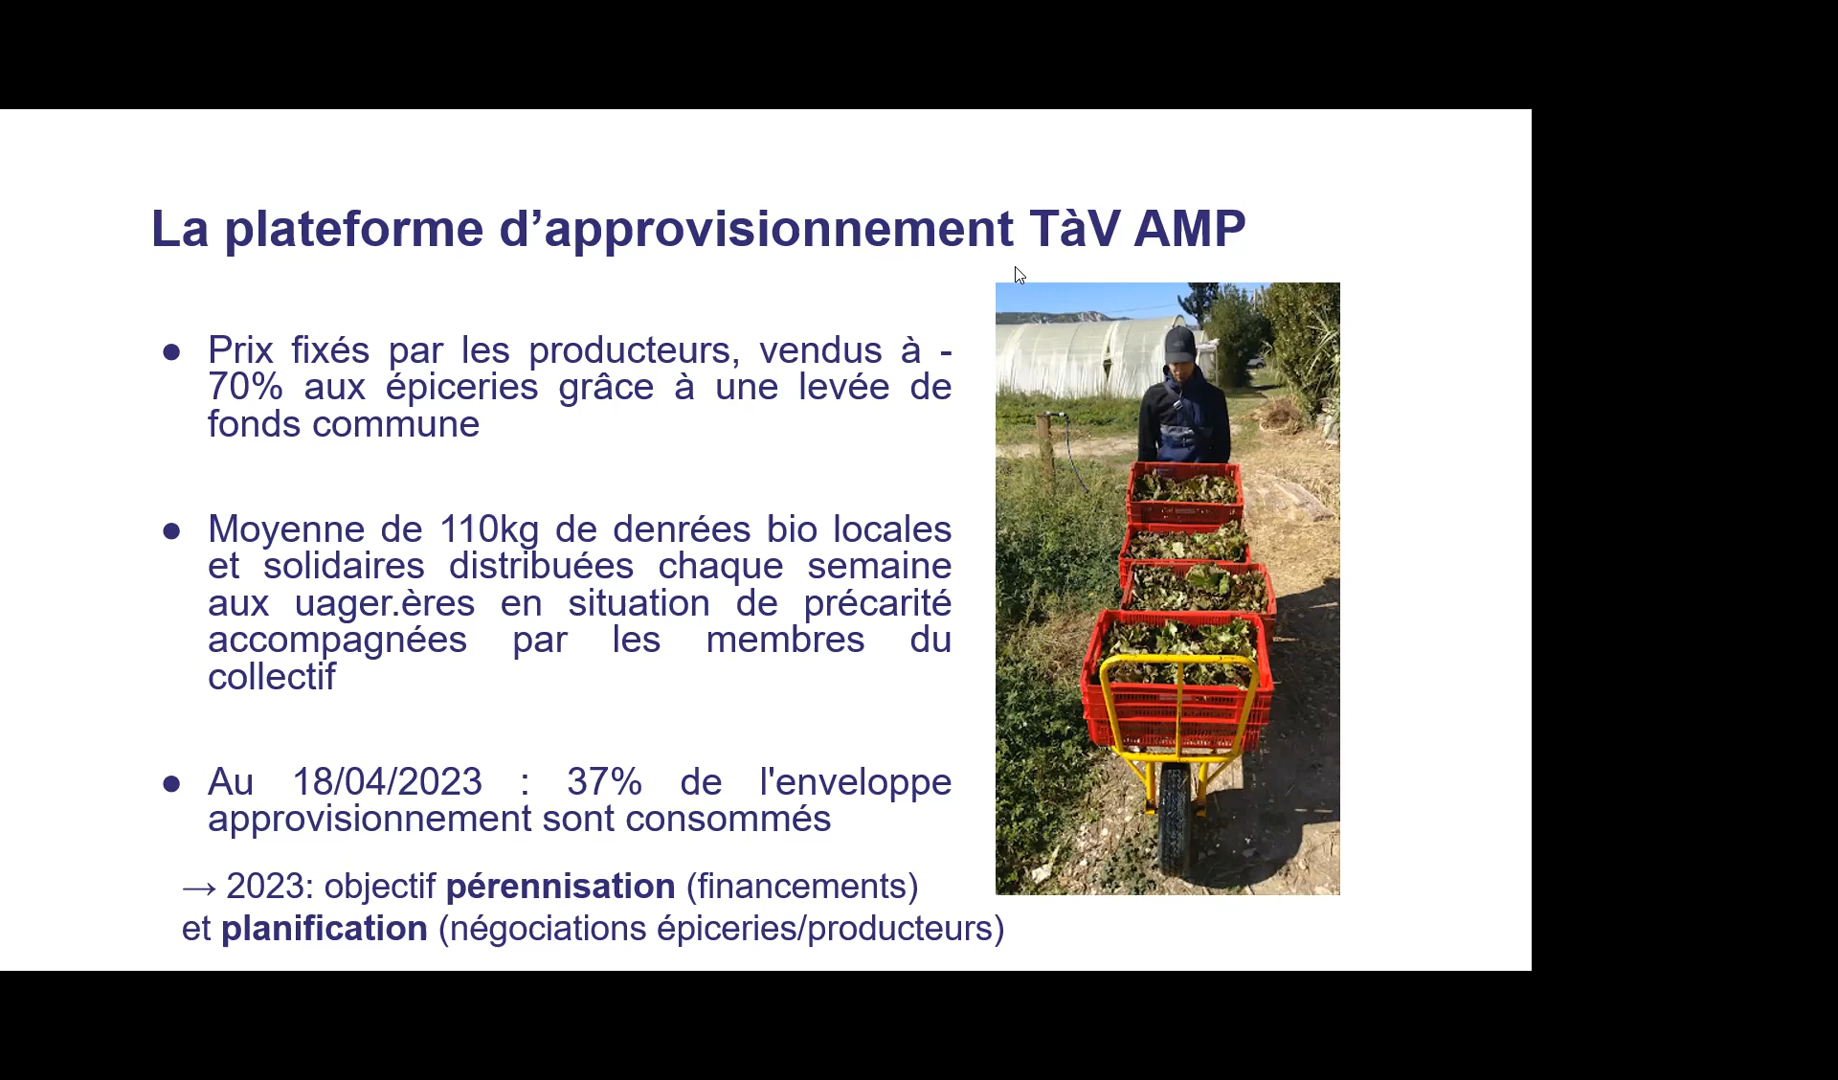 La plateforme d’approvisionnement TàV AMP
● Prix fixés par les producteurs, vendus à -
70% aux épiceries grâce à une levée de
fonds commune
● Moyenne de 110kg de denrées bio locales
et solidaires distribuées chaque semaine
aux uager.ères en situation de précarité
accompagnées par les membres du
collectif
● Au 18/04/2023 : 37% de l'enveloppe
approvisionnement sont consommés
→ 2023: objectif pérennisation (financements)
et planification (négociations épiceries/producteurs)